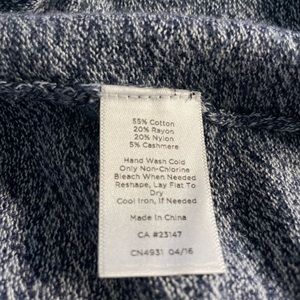 55% Cotton
20% Rayon
20% Nylon
5% Cashmere
Hand Wash Cold
Only Non-Chlorine
Bleach When Needed
Reshape, Lay Flat To
Dry
Cool Iron, If Needed
Made In China
CA #23147
CN4931 04/16